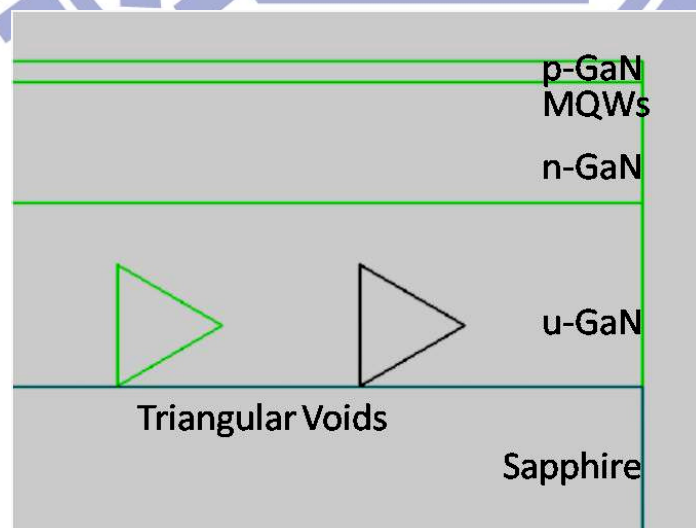 p-GaN
MQWs
n-GaN
u-GaN
Triangular Voids
Sapphire